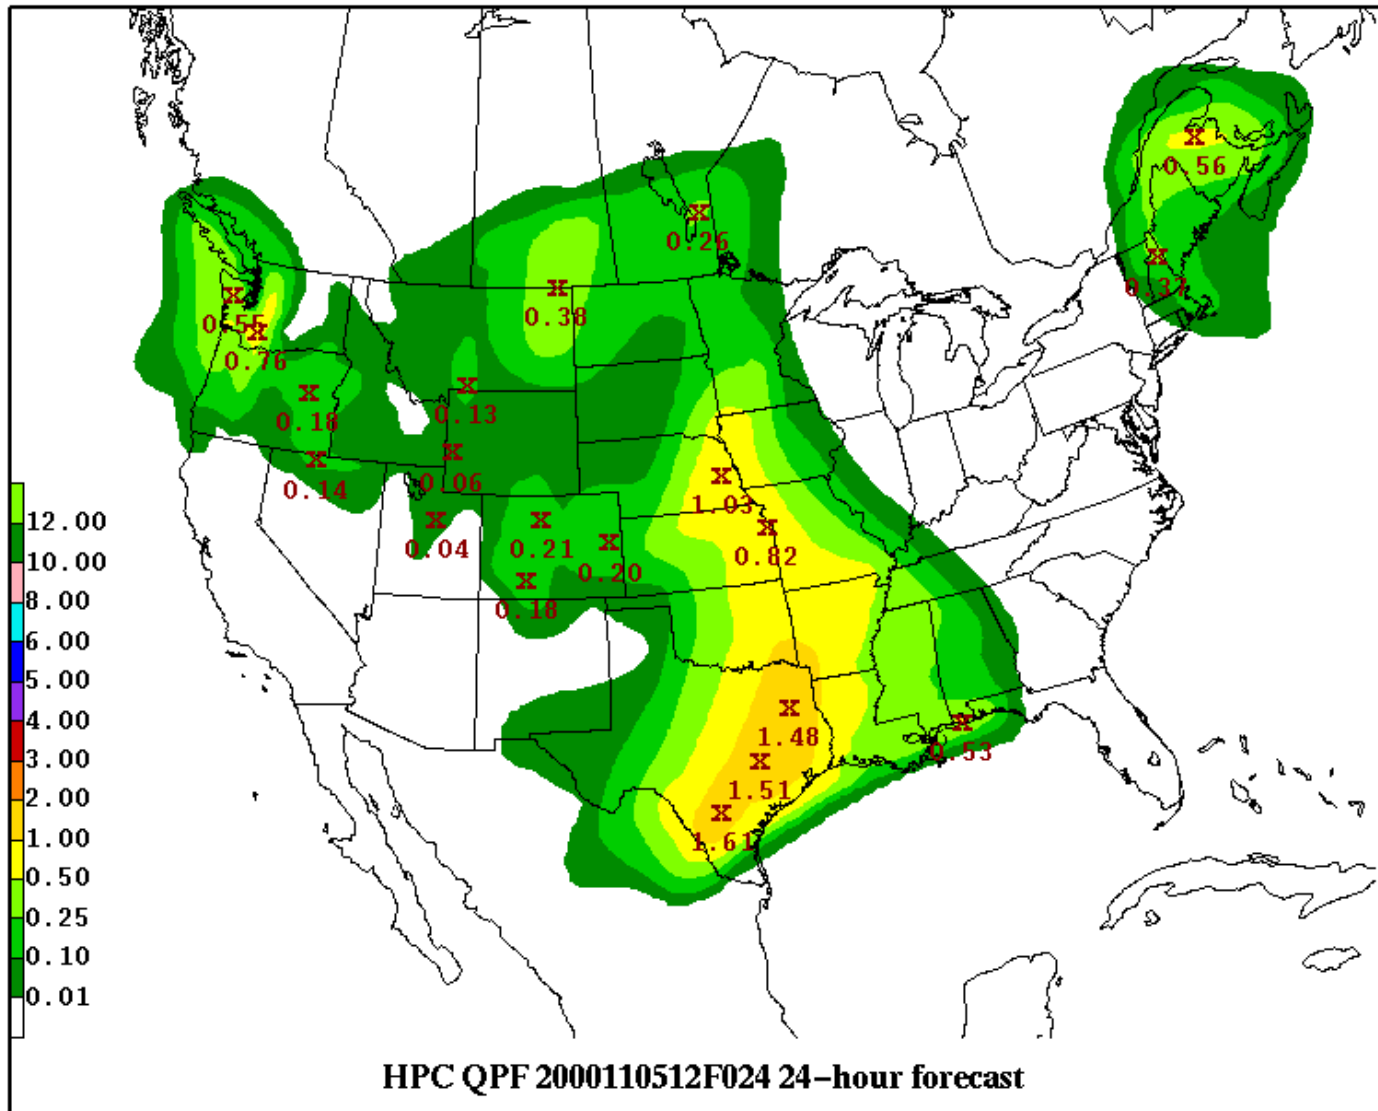 X
0.56
X
0.26
X
0.37
X
0.55
X
0.38
X
0.76
X
0.13
X
0.18
X
0.06
X
0.14
X
1.03
X
0.04
X
0.21
X
0.82
X
0.20
X
0.18
X
1.48
X
0.53
X
1.51
X
1.61
12.00
10.00
8.00
6.00
5.00
4.00
3.00
2.00
1.00
0.50
0.25
0.10
0.01
HPC QPF 2000110512F024 24-hour forecast